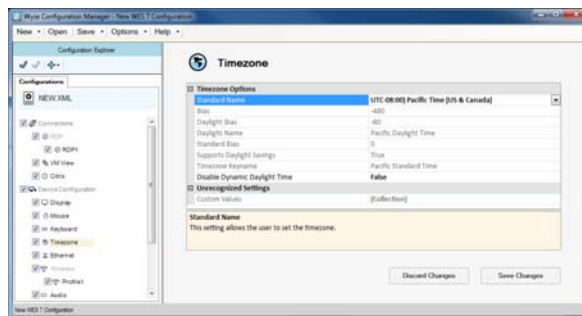 Wyse Configuration Manager - New WES 7 Configuration
New Open Save Options Help
Configuration Explorer
Configurations
NEW.XML
Connections
RDP
RDP1
VM View
Citrix
Device Configuration
Display
Mouse
Keyboard
Timezone
Ethernet
Wireless
Profile1
Audio
Timezone
Timezone Options
Standard Name UTC-08:00) Pacific Time (US & Canada)
Bias -480
Daylight Bias -60
Daylight Name Pacific Daylight Time
Standard Bias 0
Supports Daylight Savings True
Timezone Keyname Pacific Standard Time
Disable Dynamic Daylight Time False
Unrecognized Settings
Custom Values (Collection)
Standard Name
This setting allows the user to set the timezone.
Discard Changes Save Changes
New WES 7 Configuration